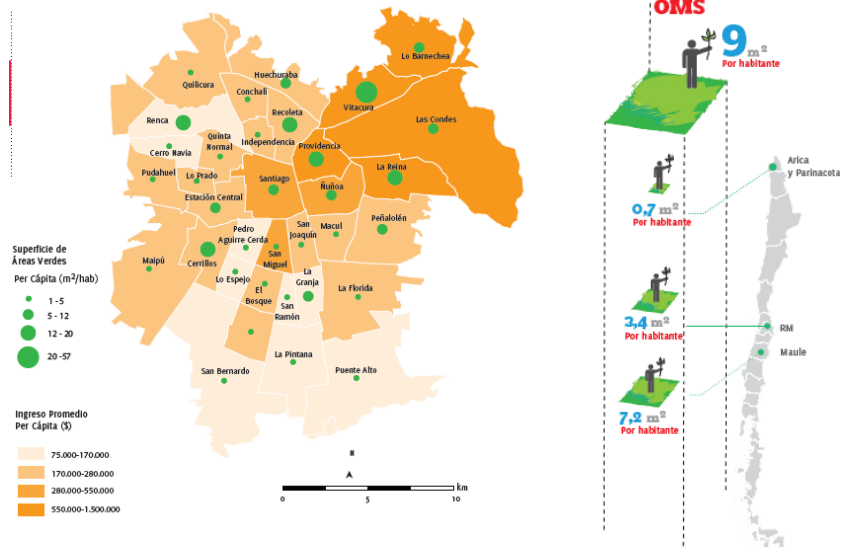 Lo Barnechea
Huechuraba
Quilicura
Conchalí
Vitacura
Recoleta
Las Condes
Renca
Quinta
Normal
Independencia
Providencia
Cerro Navia
Pudahuel
Lo Prado
La Reina
Santiago
Ñuñoa
Estación Central
Peñalolén
Pedro
Aguirre Cerda
San
Joaquín
Macul
Maipú
Cerrillos
San
Miguel
Lo Espejo
La
Granja
El
Bosque
La Florida
San
Ramón
La Pintana
San Bernardo
Puente Alto
Superficie de
Áreas Verdes
Per Cápita (m²/hab)
1 - 5
5 - 12
12 - 20
20 -57
Ingreso Promedio
Per Cápita ($)
75.000-170.000
170.000-280.000
280.000-550.000
550.000-1.500.000
N
km
0
5
10
OMS
9 m²
Por habitante
Arica
y Parinacota
0,7 m²
Por habitante
3,4 m²
Por habitante
RM
Maule
7,2 m²
Por habitante